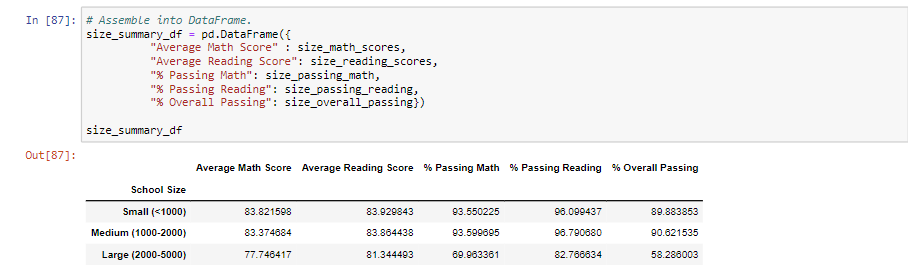 In [87]: # Assemble into DataFrame.
size_summary_df = pd.DataFrame({
"Average Math Score" : size_math_scores,
"Average Reading Score": size_reading_scores,
"% Passing Math": size_passing_math,
"% Passing Reading": size_passing_reading,
"% Overall Passing": size_overall_passing})
size_summary_df
Out[87]:
Average Math Score Average Reading Score % Passing Math % Passing Reading % Overall Passing
School Size
Small (<1000) 83.821598 83.929843 93.550225 96.099437 89.883853
Medium (1000-2000) 83.374684 83.864438 93.599695 96.790680 90.621535
Large (2000-5000) 77.746417 81.344493 69.963361 82.766634 58.286003